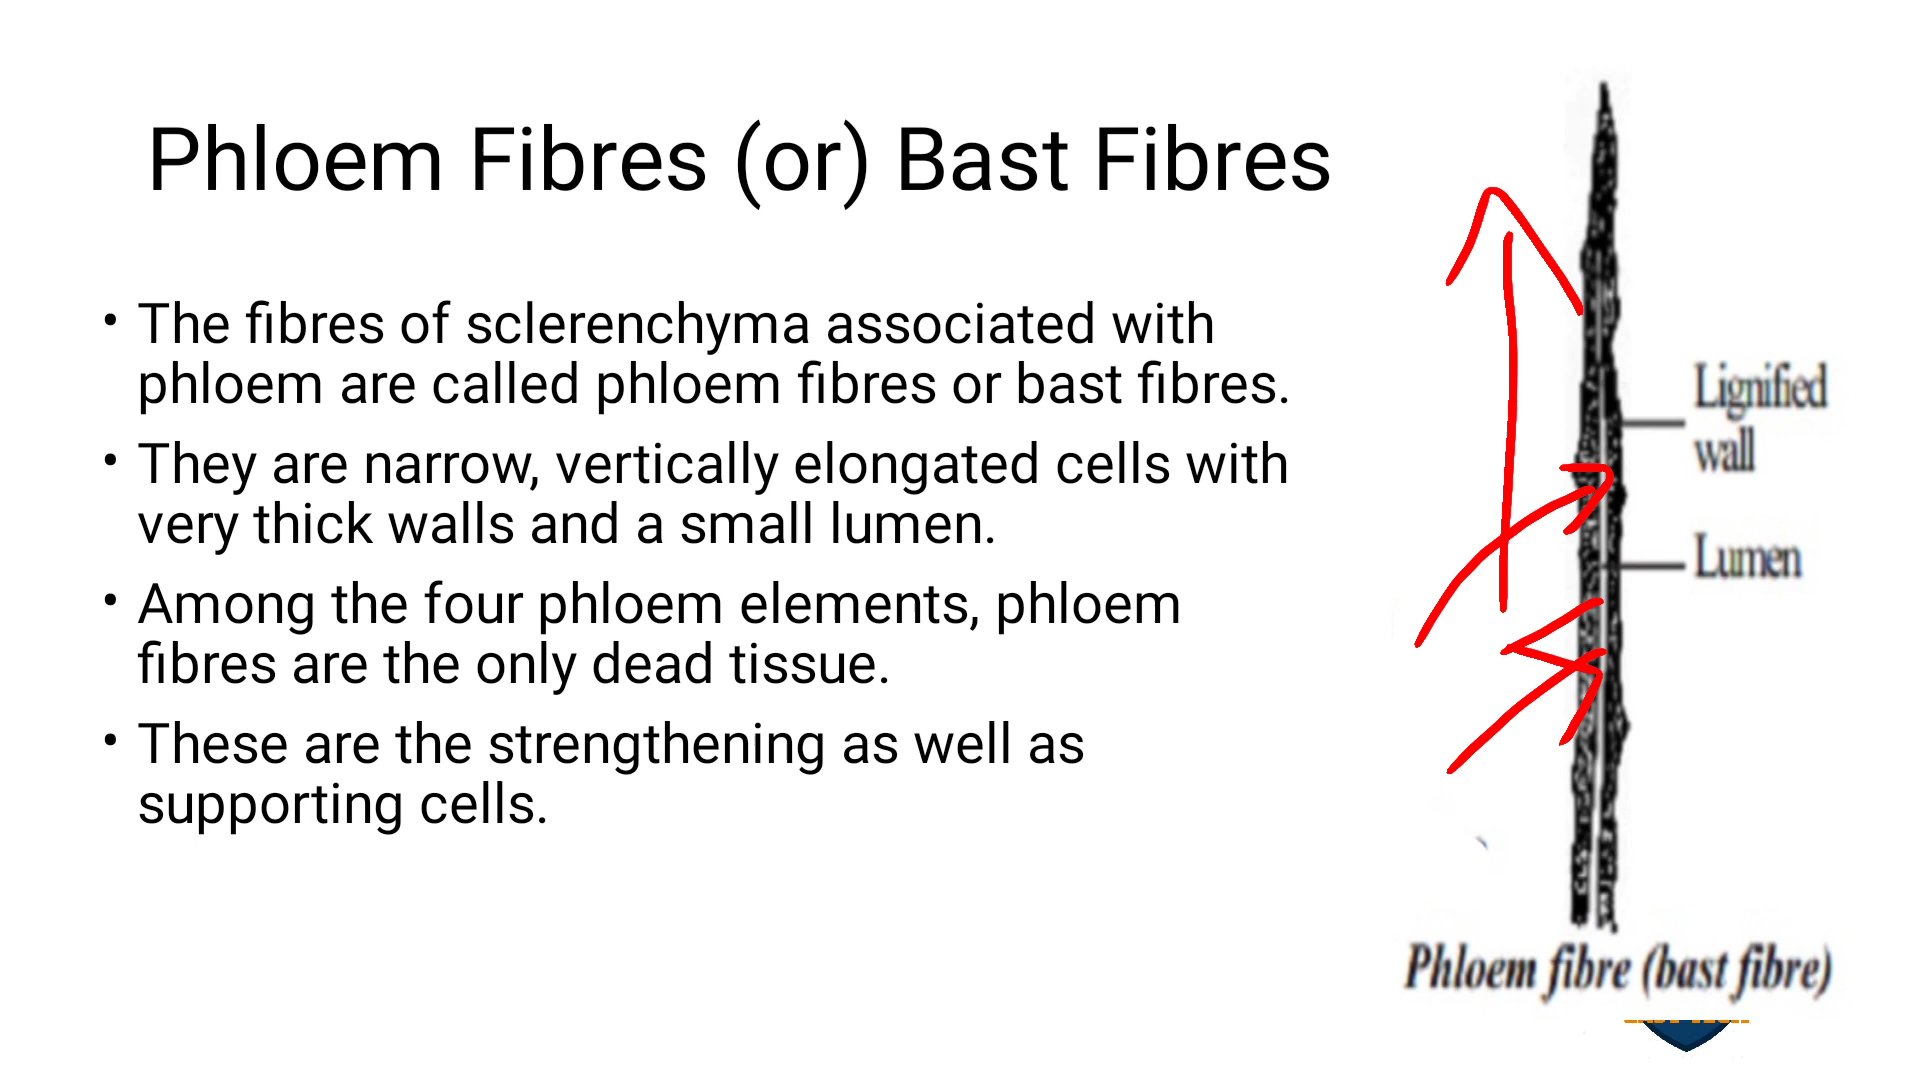 Phloem Fibres (or) Bast Fibres
• The fibres of sclerenchyma associated with
phloem are called phloem fibres or bast fibres.
• They are narrow, vertically elongated cells with
very thick walls and a small lumen.
• Among the four phloem elements, phloem
fibres are the only dead tissue.
• These are the strengthening as well as
supporting cells.
Lignified
wall
Lumen
Phloem fibre (bast fibre)